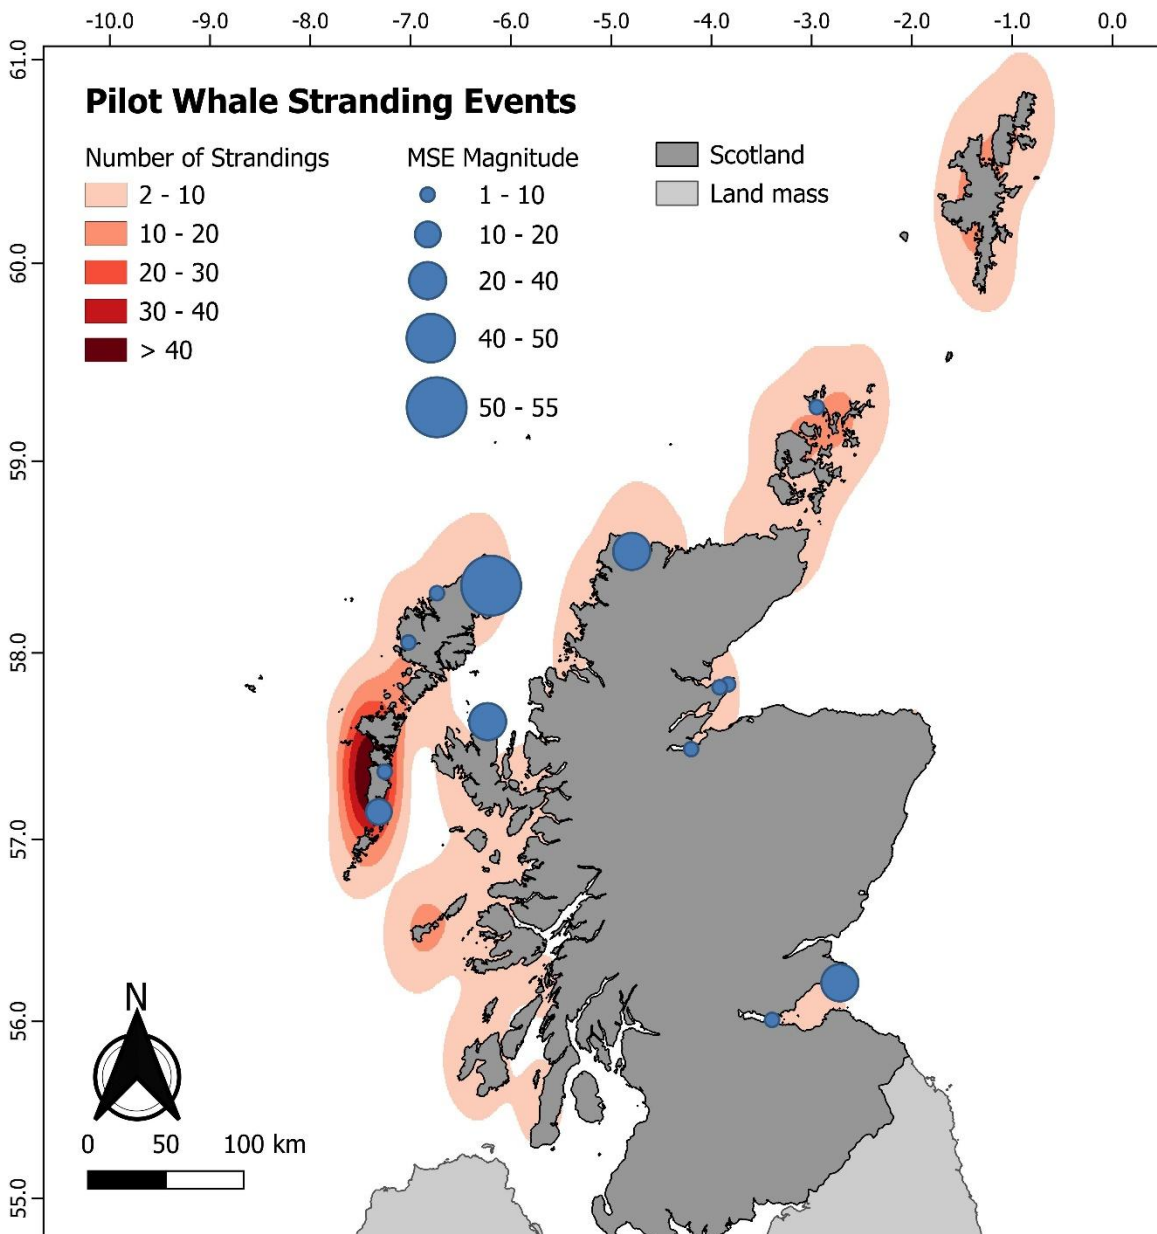 -10.0 -9.0 -8.0 -7.0 -6.0 -5.0 -4.0 -3.0 -2.0 -1.0 0.0
61.0
60.0
59.0
58.0
57.0
56.0
55.0
Pilot Whale Stranding Events
Number of Strandings
2 - 10
10 - 20
20 - 30
30 - 40
> 40
MSE Magnitude
1 - 10
10 - 20
20 - 40
40 - 50
50 - 55
Scotland
Land mass
N
0 50 100 km